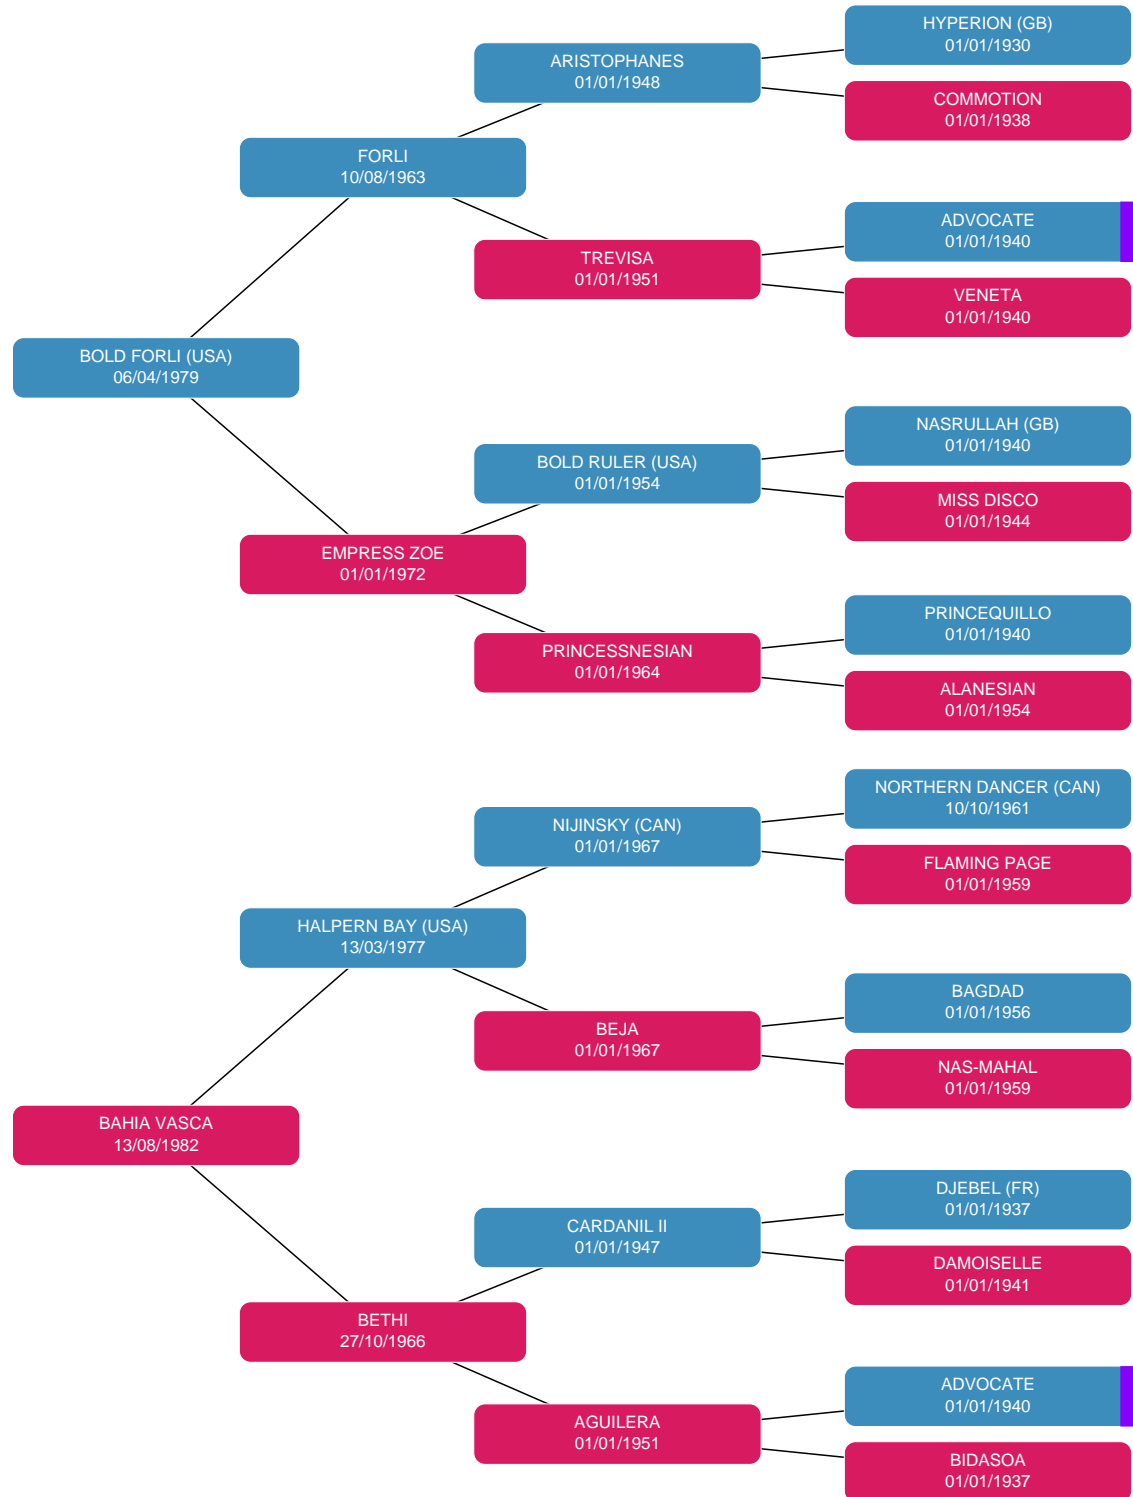 HYPERION (GB)
01/01/1930
ARISTOPHANES
01/01/1948
COMMOTION
01/01/1938
FORLI
10/08/1963
ADVOCATE
01/01/1940
TREVISA
01/01/1951
VENETA
01/01/1940
BOLD FORLI (USA)
06/04/1979
NASRULLAH (GB)
01/01/1940
BOLD RULER (USA)
01/01/1954
MISS DISCO
01/01/1944
EMPRESS ZOE
01/01/1972
PRINCEQUILLO
01/01/1940
PRINCESSNESIAN
01/01/1964
ALANESIAN
01/01/1954
NORTHERN DANCER (CAN)
10/10/1961
NIJINSKY (CAN)
01/01/1967
FLAMING PAGE
01/01/1959
HALPERN BAY (USA)
13/03/1977
BAGDAD
01/01/1956
BEJA
01/01/1967
NAS-MAHAL
01/01/1959
BAHIA VASCA
13/08/1982
DJEBEL (FR)
01/01/1937
CARDANIL II
01/01/1947
DAMOISELLE
01/01/1941
BETHI
27/10/1966
ADVOCATE
01/01/1940
AGUILERA
01/01/1951
BIDASOA
01/01/1937